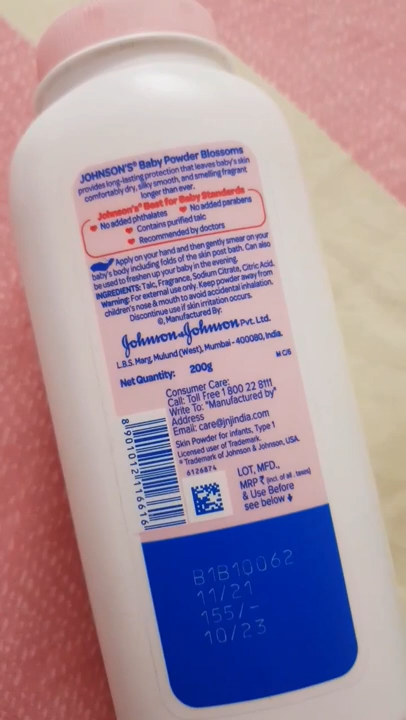 JOHNSON'S® Baby Powder Blossoms
provides long-lasting protection that leaves baby's skin
comfortably dry, silky smooth, and smelling fragrant
longer than ever.
Johnson's® Best for Baby Standards
No added phthalates No added parabens
Contains purified talc
Recommended by doctors
Apply on your hand and then gently smear on your
baby's body including folds of the skin post bath. Can also
be used to freshen up your baby in the evening.
INGREDIENTS: Talc, Fragrance, Sodium Citrate, Citric Acid.
Warning: For external use only. Keep powder away from
children's nose & mouth to avoid accidental inhalation.
Discontinue use if skin irritation occurs.
©, Manufactured By:
Johnson & Johnson Pvt. Ltd.
L.B.S. Marg, Mulund (West), Mumbai - 400080, India.
Net Quantity: 200g
Consumer Care:
Call: Toll Free 1 800 22 8111
Write To: "Manufactured by"
Address
Email: care@jnjindia.com
Skin Powder for infants, Type 1
Licensed user of Trademark.
* Trademark of Johnson & Johnson, USA.
8 901012 116616
6126874
LOT, MFD.,
MRP ₹ (incl. of all . taxes)
& Use Before
see below
B1B10062
11/21
155/-
10/23